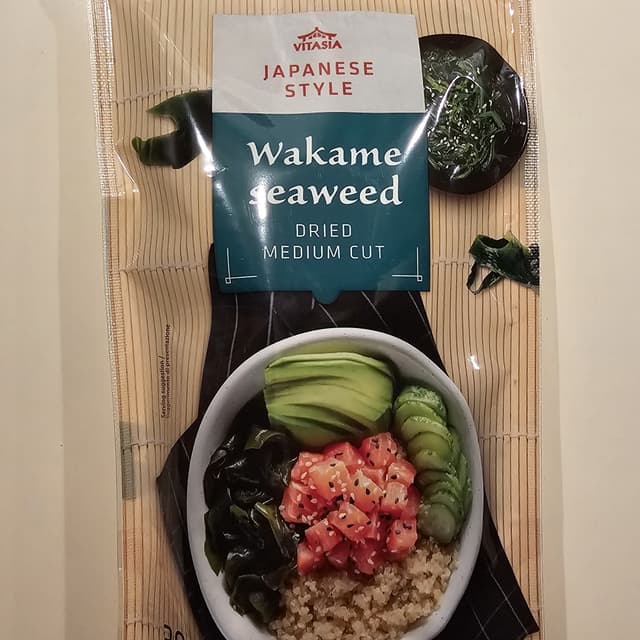 VITASIA
JAPANESE
STYLE
Wakame
seaweed
DRIED
MEDIUM CUT
Serving suggestion /